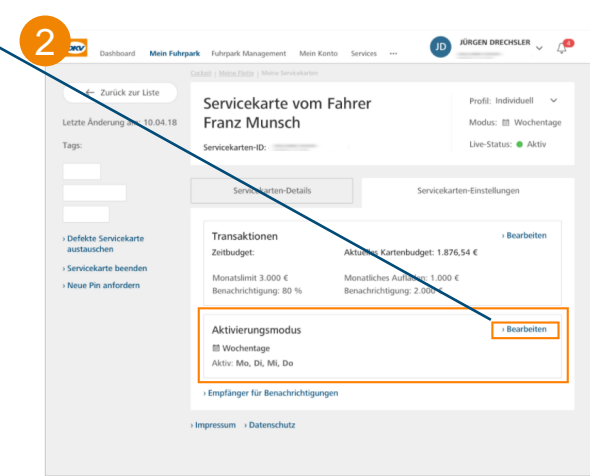 2
DKV
Dashboard Mein Fuhrpark Fuhrpark Management Mein Konto Services ···
JD JÜRGEN DRECHSLER 4
Cockpit | Meine Flotte | Meine Servicekarten
← Zurück zur Liste
Letzte Änderung am: 10.04.18
Tags:
› Defekte Servicekarte
austauschen
› Servicekarte beenden
› Neue Pin anfordern
Servicekarte vom Fahrer
Franz Munsch
Servicekarten-ID:
Profil: Individuell
Modus: Wochentage
Live-Status: Aktiv
Servicekarten-Details
Servicekarten-Einstellungen
Transaktionen › Bearbeiten
Zeitbudget: Aktuelles Kartenbudget: 1.876,54 €
Monatslimit 3.000 € Monatliches Aufladen: 1.000 €
Benachrichtigung: 80 % Benachrichtigung: 2.000 €
Aktivierungsmodus › Bearbeiten
Wochentage
Aktiv: Mo, Di, Mi, Do
› Empfänger für Benachrichtigungen
› Impressum › Datenschutz